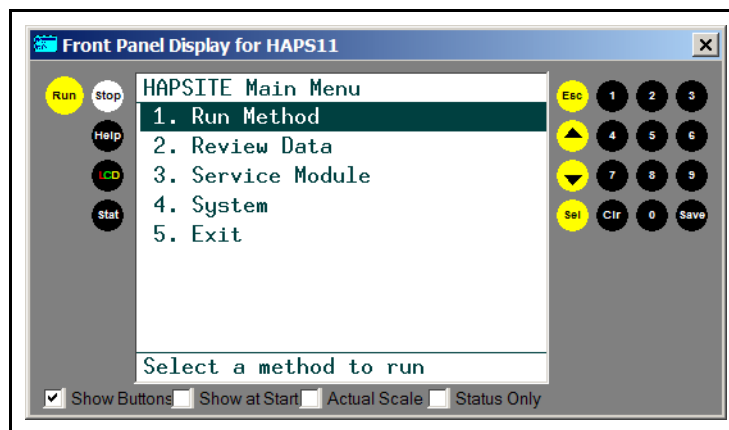 Front Panel Display for HAPS11
Run Stop HAPSITE Main Menu Esc 1 2 3
1. Run Method
Help 2. Review Data 4 5 6
LCD 3. Service Module 7 8 9
Stat 4. System Sel Clr 0 Save
5. Exit
Select a method to run
Show Buttons Show at Start Actual Scale Status Only